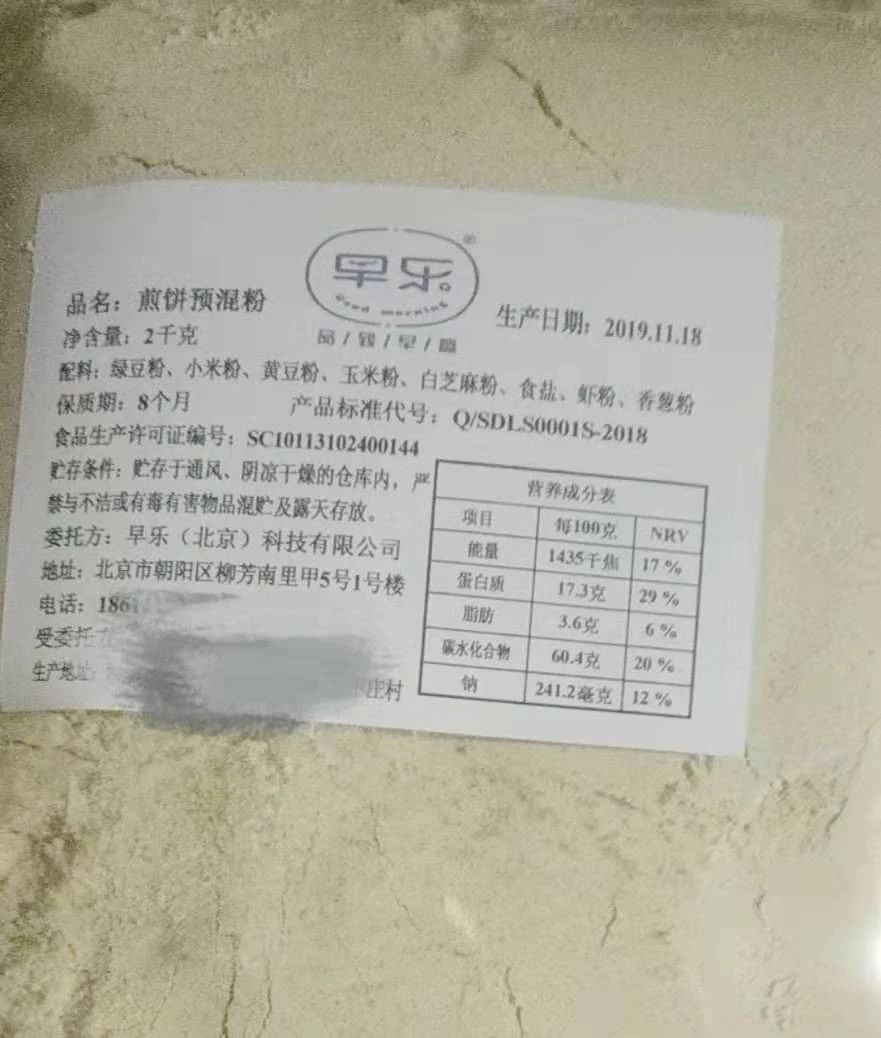 早乐®
Good morning
品/致/早/餐
品名：煎饼预混粉
生产日期：2019.11.18
净含量：2千克
配料：绿豆粉、小米粉、黄豆粉、玉米粉、白芝麻粉、食盐、虾粉、香葱粉
保质期：8个月
产品标准代号：Q/SDLS0001S-2018
食品生产许可证编号：SC10113102400144
贮存条件：贮存于通风、阴凉干燥的仓库内，严
禁与不洁或有毒有害物品混贮及露天存放。
委托方：早乐（北京）科技有限公司
地址：北京市朝阳区柳芳南里甲5号1号楼
电话：186
受委托
生产地址：
庄村
营养成分表
项目 每100克 NRV
能量 1435千焦 17 %
蛋白质 17.3克 29 %
脂肪 3.6克 6 %
碳水化合物 60.4克 20 %
钠 241.2毫克 12 %